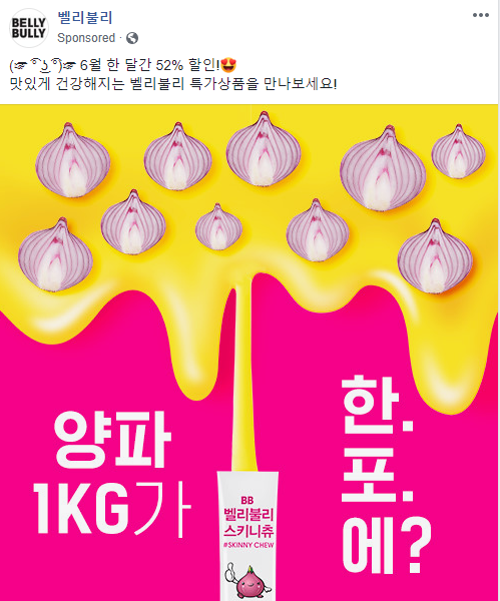 BELLY
BULLY
벨리불리
Sponsored ·
(☞ ͡° ͜ʖ ͡°)☞ 6월 한 달간 52% 할인!😍
맛있게 건강해지는 벨리불리 특가상품을 만나보세요!
양파
1KG가
한.
포.
에?
BB
벨리불리
스키니츄
#SKINNY CHEW